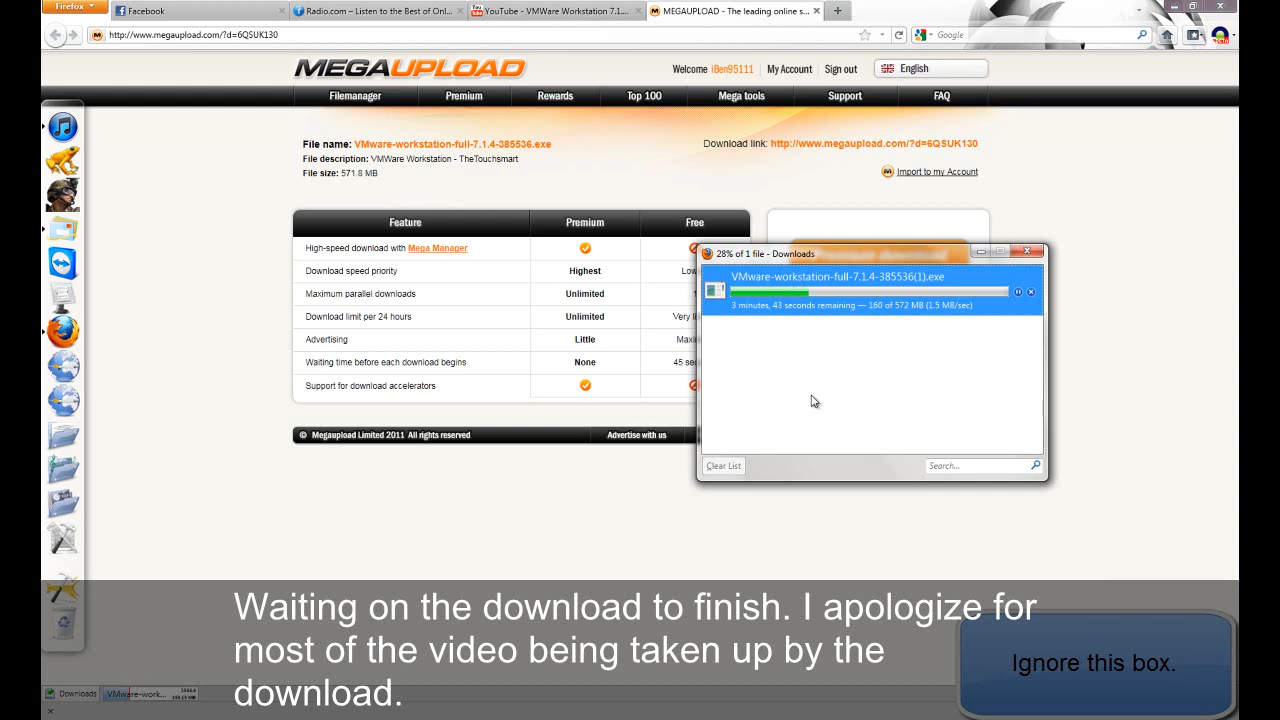 Firefox
Facebook
Radio.com – Listen to the Best of Onl...
YouTube - VMWare Workstation 7.1....
MEGAUPLOAD - The leading online s...
http://www.megaupload.com/?d=6QSUK130
Google
MEGAUPLOAD
Welcome iBen95111 My Account Sign out English
Filemanager Premium Rewards Top 100 Mega tools Support FAQ
File name: VMware-workstation-full-7.1.4-385536.exe
Download link: http://www.megaupload.com/?d=6QSUK130
File description: VMWare Workstation - TheTouchsmart
File size: 571.8 MB
Import to my Account
Feature Premium Free
High-speed download with Mega Manager
Download speed priority Highest
Maximum parallel downloads Unlimited
Download limit per 24 hours Unlimited Very li
Advertising Little Maxi
Waiting time before each download begins None 45 sec
Support for download accelerators
28% of 1 file - Downloads
VMware-workstation-full-7.1.4-385536(1).exe
3 minutes, 43 seconds remaining — 160 of 572 MB (1.5 MB/sec)
Clear List Search...
© Megaupload Limited 2011 All rights reserved Advertise with us
Waiting on the download to finish. I apologize for
most of the video being taken up by the
download.
Ignore this box.
Downloads VMware-work...